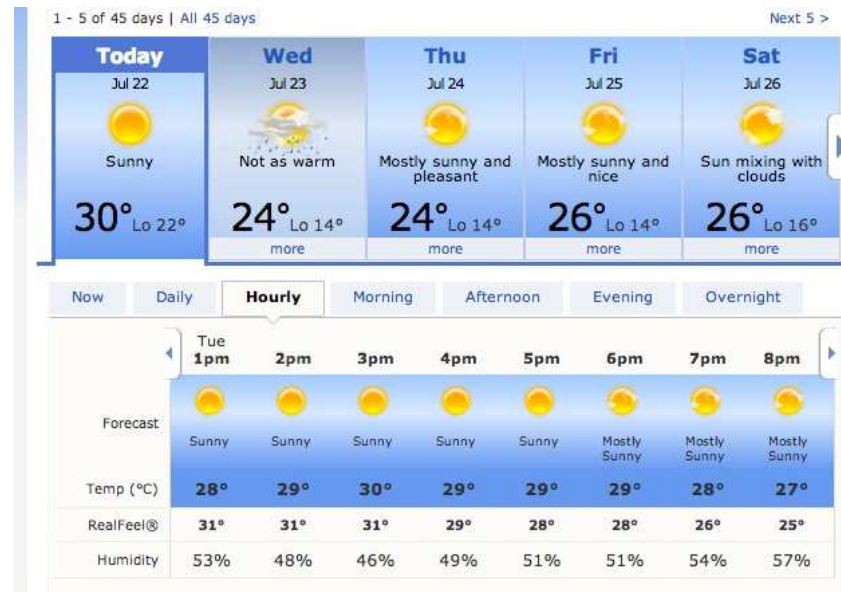 1 - 5 of 45 days | All 45 days Next 5 >
Today Wed Thu Fri Sat
Jul 22 Jul 23 Jul 24 Jul 25 Jul 26
Sunny Not as warm Mostly sunny and pleasant Mostly sunny and nice Sun mixing with clouds
30° Lo 22° 24° Lo 14° 24° Lo 14° 26° Lo 14° 26° Lo 16°
more more more more
Now Daily Hourly Morning Afternoon Evening Overnight
Tue
1pm 2pm 3pm 4pm 5pm 6pm 7pm 8pm
Forecast
Sunny Sunny Sunny Sunny Sunny Mostly Sunny Mostly Sunny Mostly Sunny
Temp (°C) 28° 29° 30° 29° 29° 29° 28° 27°
RealFeel® 31° 31° 31° 29° 28° 28° 26° 25°
Humidity 53% 48% 46% 49% 51% 51% 54% 57%